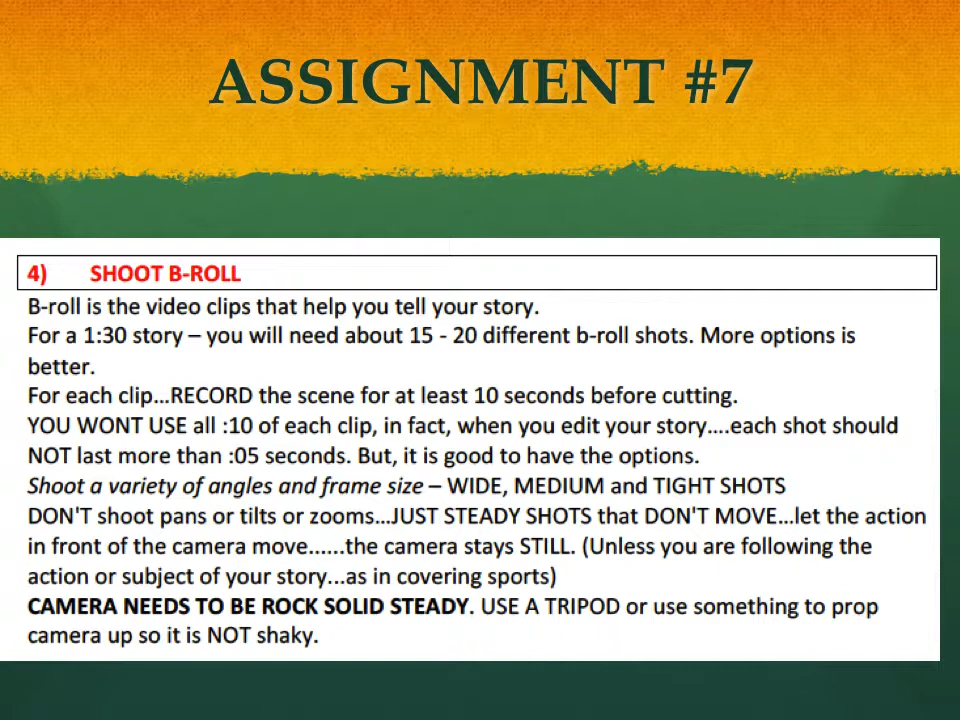 ASSIGNMENT #7
4) SHOOT B-ROLL
B-roll is the video clips that help you tell your story.
For a 1:30 story – you will need about 15 - 20 different b-roll shots. More options is
better.
For each clip…RECORD the scene for at least 10 seconds before cutting.
YOU WONT USE all :10 of each clip, in fact, when you edit your story….each shot should
NOT last more than :05 seconds. But, it is good to have the options.
Shoot a variety of angles and frame size – WIDE, MEDIUM and TIGHT SHOTS
DON'T shoot pans or tilts or zooms…JUST STEADY SHOTS that DON'T MOVE…let the action
in front of the camera move......the camera stays STILL. (Unless you are following the
action or subject of your story...as in covering sports)
CAMERA NEEDS TO BE ROCK SOLID STEADY. USE A TRIPOD or use something to prop
camera up so it is NOT shaky.